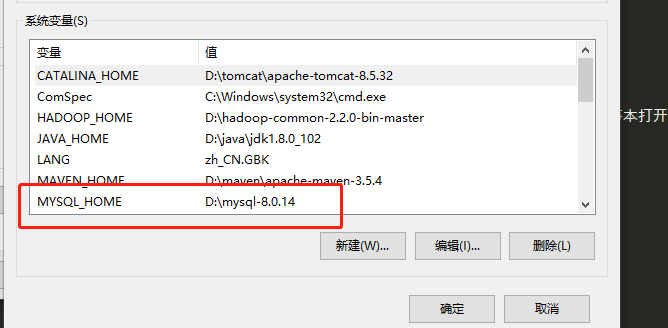 系统变量(S)
变量 值
CATALINA_HOME D:\tomcat\apache-tomcat-8.5.32
ComSpec C:\Windows\system32\cmd.exe
HADOOP_HOME D:\hadoop-common-2.2.0-bin-master
JAVA_HOME D:\java\jdk1.8.0_102
LANG zh_CN.GBK
MAVEN_HOME D:\maven\apache-maven-3.5.4
MYSQL_HOME D:\mysql-8.0.14
新建(W)... 编辑(I)... 删除(L)
确定 取消
本打开